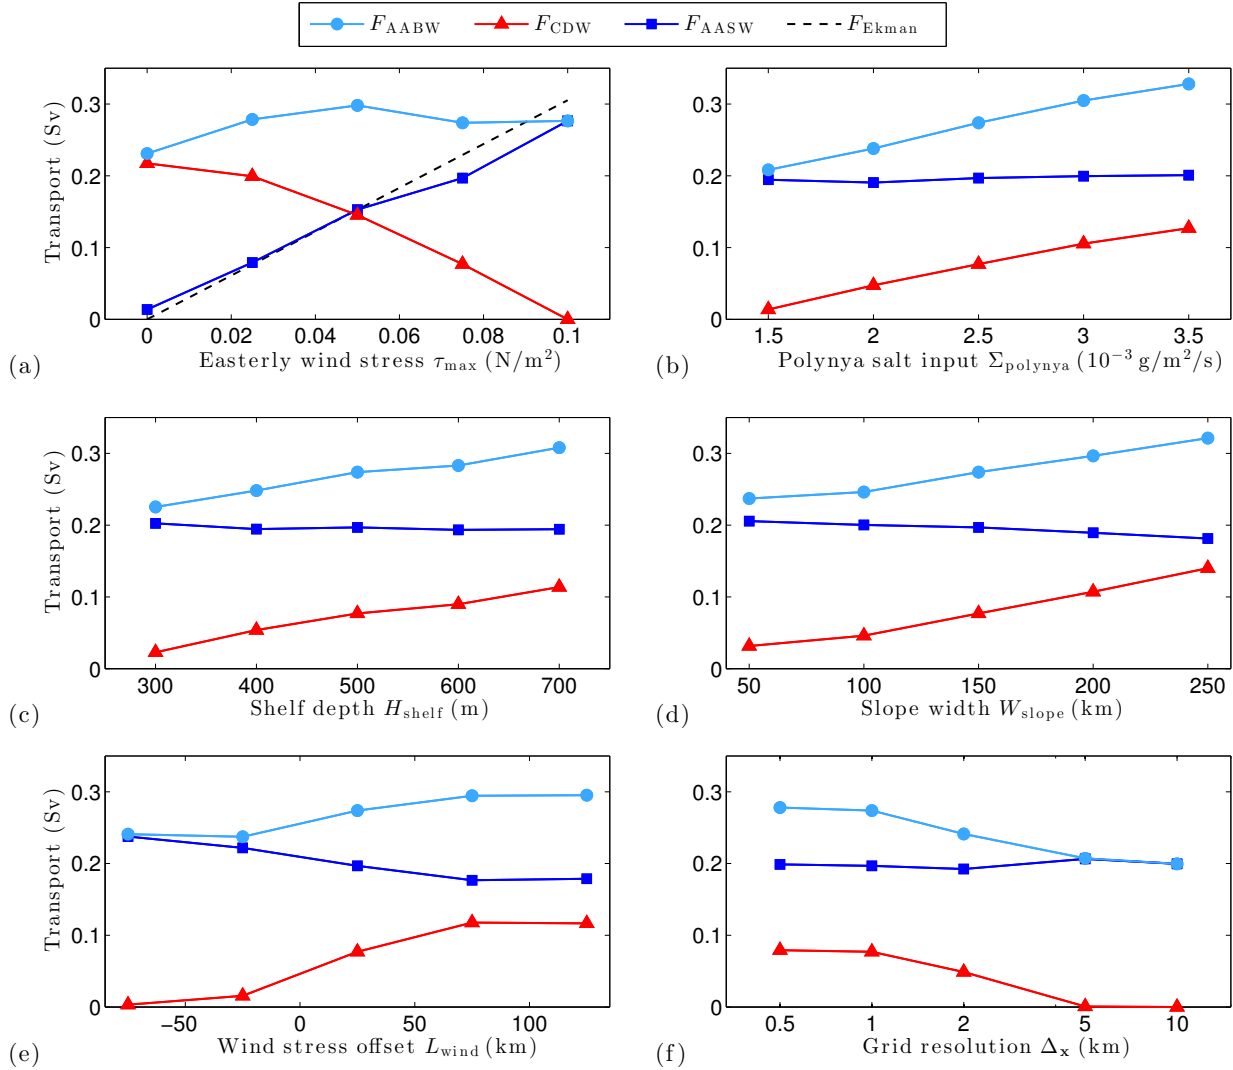 F_AABW F_CDW F_AASW F_Ekman
Transport (Sv)
0.3
0.2
0.1
0
0 0.02 0.04 0.06 0.08 0.1
(a) Easterly wind stress τ_max (N/m²)
0.3
0.2
0.1
0
1.5 2 2.5 3 3.5
(b) Polynya salt input Σ_polynya (10⁻³ g/m²/s)
Transport (Sv)
0.3
0.2
0.1
0
300 400 500 600 700
(c) Shelf depth H_shelf (m)
0.3
0.2
0.1
0
50 100 150 200 250
(d) Slope width W_slope (km)
Transport (Sv)
0.3
0.2
0.1
0
−50 0 50 100
(e) Wind stress offset L_wind (km)
0.3
0.2
0.1
0
0.5 1 2 5 10
(f) Grid resolution Δ_x (km)